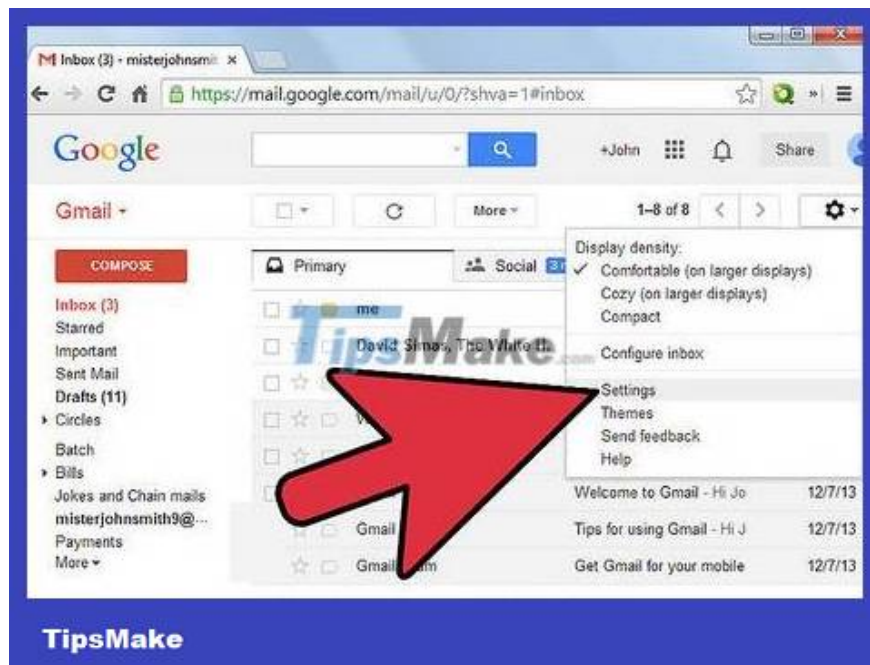 Inbox (3) - misterjohnsmit
https://mail.google.com/mail/u/0/?shva=1#inbox
Google
+John
Share
Gmail
More
1–8 of 8
COMPOSE
Primary
Social
Display density:
Comfortable (on larger displays)
Cozy (on larger displays)
Compact
Configure inbox
Settings
Themes
Send feedback
Help
Inbox (3)
Starred
Important
Sent Mail
Drafts (11)
Circles
Batch
Bills
Jokes and Chain mails
misterjohnsmith9@...
Payments
More
me
David Simas, The White H.
TipsMake.com
Welcome to Gmail - Hi Jo 12/7/13
Gmail Tips for using Gmail - Hi J 12/7/13
Gmail Get Gmail for your mobile 12/7/13
TipsMake